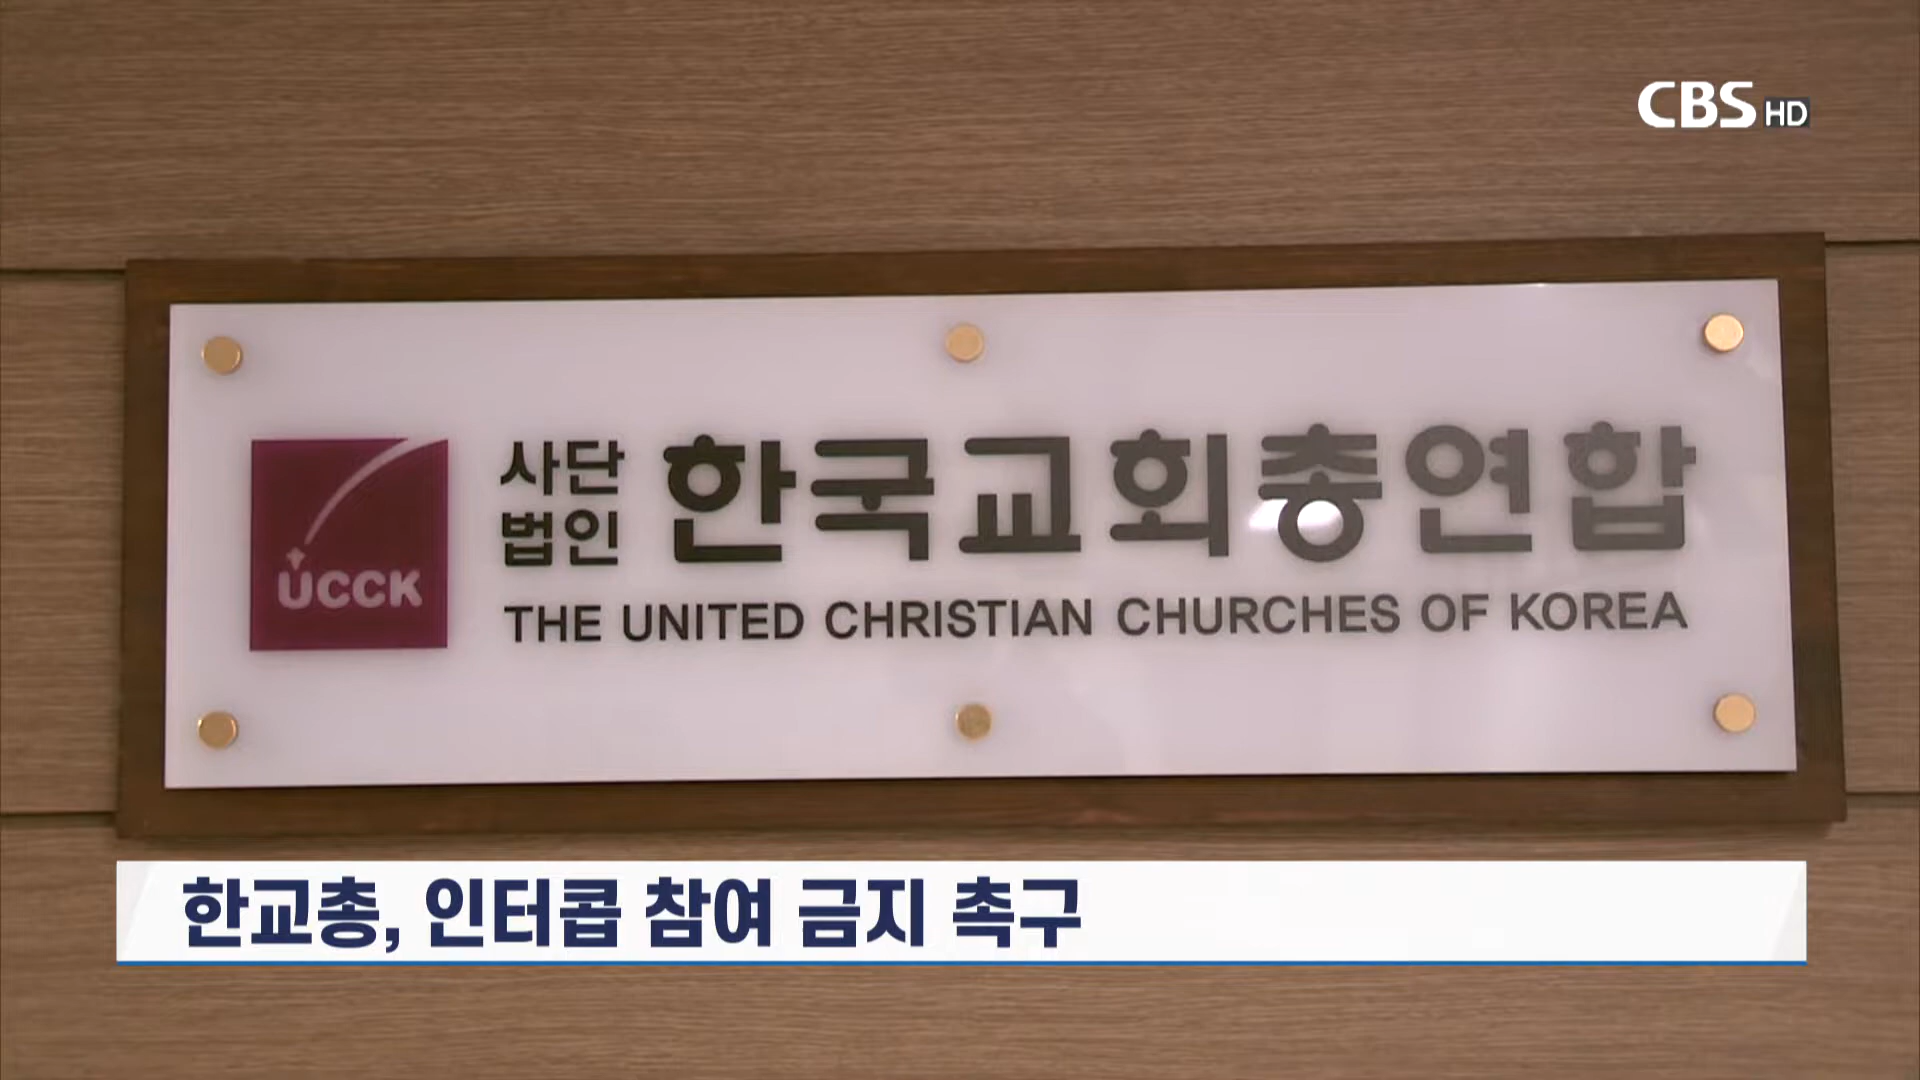 CBS HD
사단법인 한국교회총연합
UCCK
THE UNITED CHRISTIAN CHURCHES OF KOREA
한교총, 인터콥 참여 금지 촉구